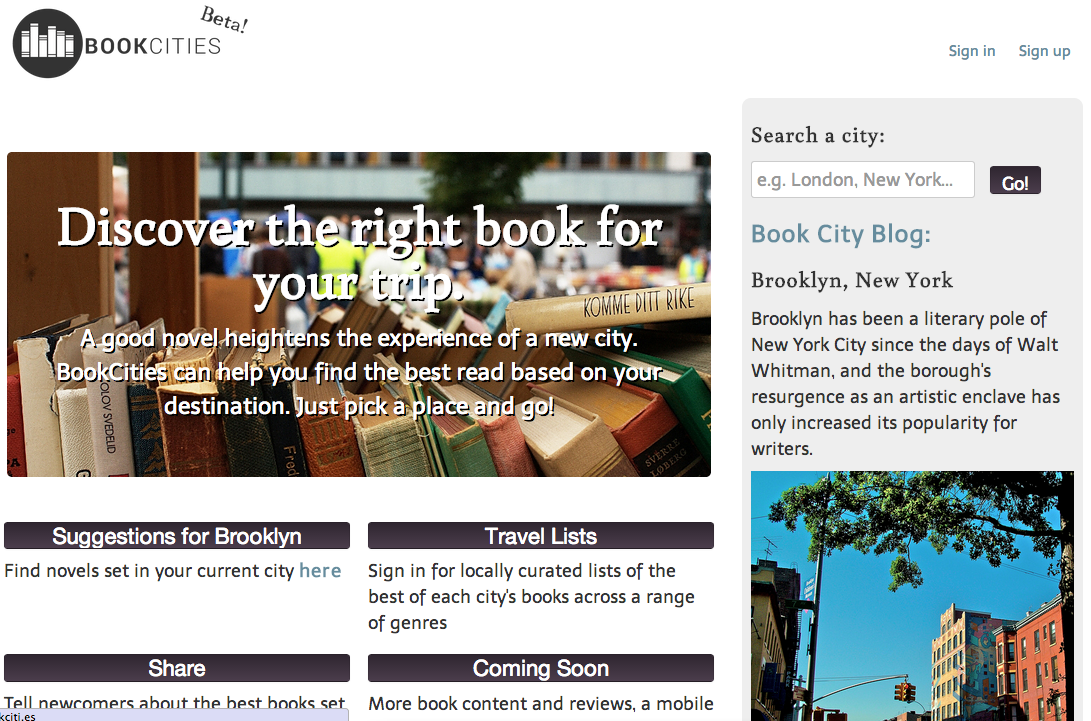 Beta!
BOOKCITIES
Sign in
Sign up
Discover the right book for
your trip.
A good novel heightens the experience of a new city.
BookCities can help you find the best read based on your
destination. Just pick a place and go!
KOMME DITT RIKE
SVERRE
LØBERG
Suggestions for Brooklyn
Find novels set in your current city here
Travel Lists
Sign in for locally curated lists of the
best of each city's books across a range
of genres
Share
Tell newcomers about the best books set
Coming Soon
More book content and reviews, a mobile
kciti.es
Search a city:
e.g. London, New York...
Go!
Book City Blog:
Brooklyn, New York
Brooklyn has been a literary pole of
New York City since the days of Walt
Whitman, and the borough's
resurgence as an artistic enclave has
only increased its popularity for
writers.